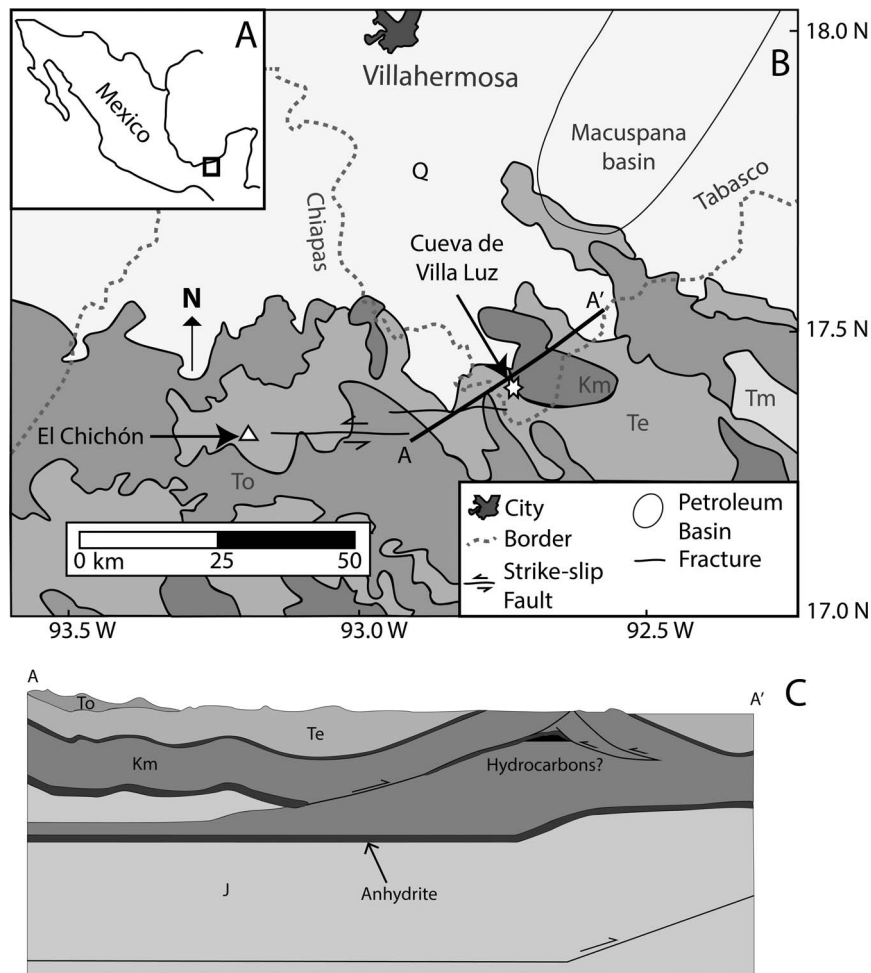 A
Mexico
B
18.0 N
Villahermosa
Macuspana
basin
Q
Chiapas
Tabasco
Cueva de
Villa Luz
N
A'
17.5 N
Km
Tm
Te
El Chichón
A
To
0 km
25
50
City
Border
Strike-slip
Fault
Petroleum
Basin
Fracture
17.0 N
93.5 W
93.0 W
92.5 W
A
C
To
A'
Te
Km
Hydrocarbons?
J
Anhydrite